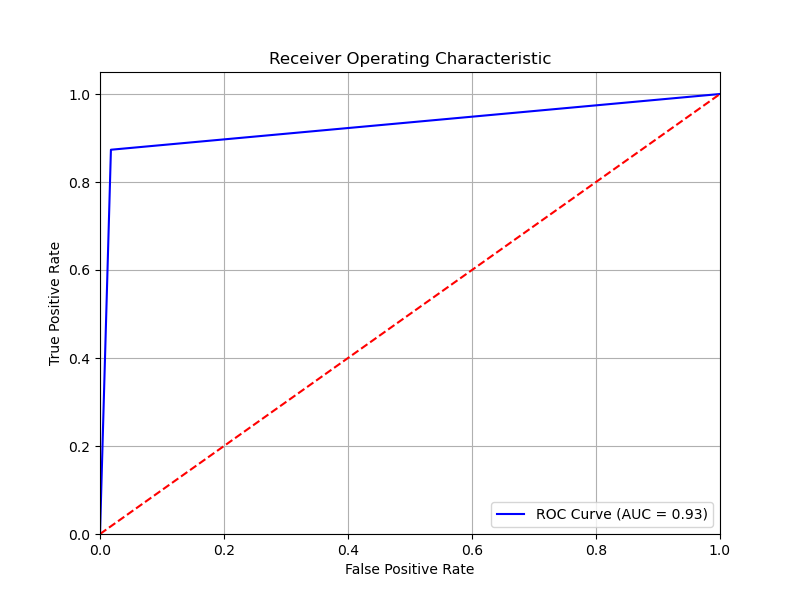 Receiver Operating Characteristic
True Positive Rate
1.0
0.8
0.6
0.4
0.2
0.0
0.0 0.2 0.4 0.6 0.8 1.0
False Positive Rate
ROC Curve (AUC = 0.93)